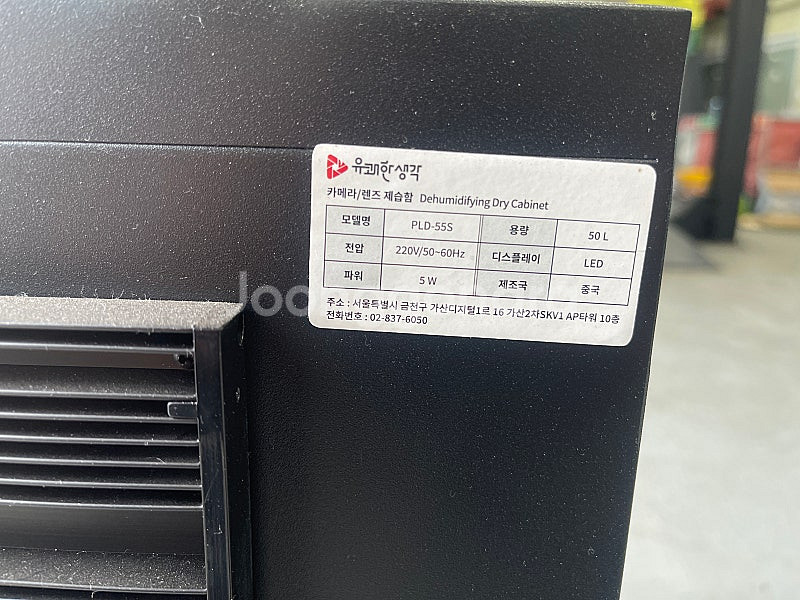 유쾌한생각
카메라/렌즈 제습함 Dehumidifying Dry Cabinet
모델명 PLD-55S 용량 50 L
전압 220V/50~60Hz 디스플레이 LED
파워 5 W 제조국 중국
주소 : 서울특별시 금천구 가산디지털1로 16 가산2차SKV1 AP타워 10층
전화번호 : 02-837-6050